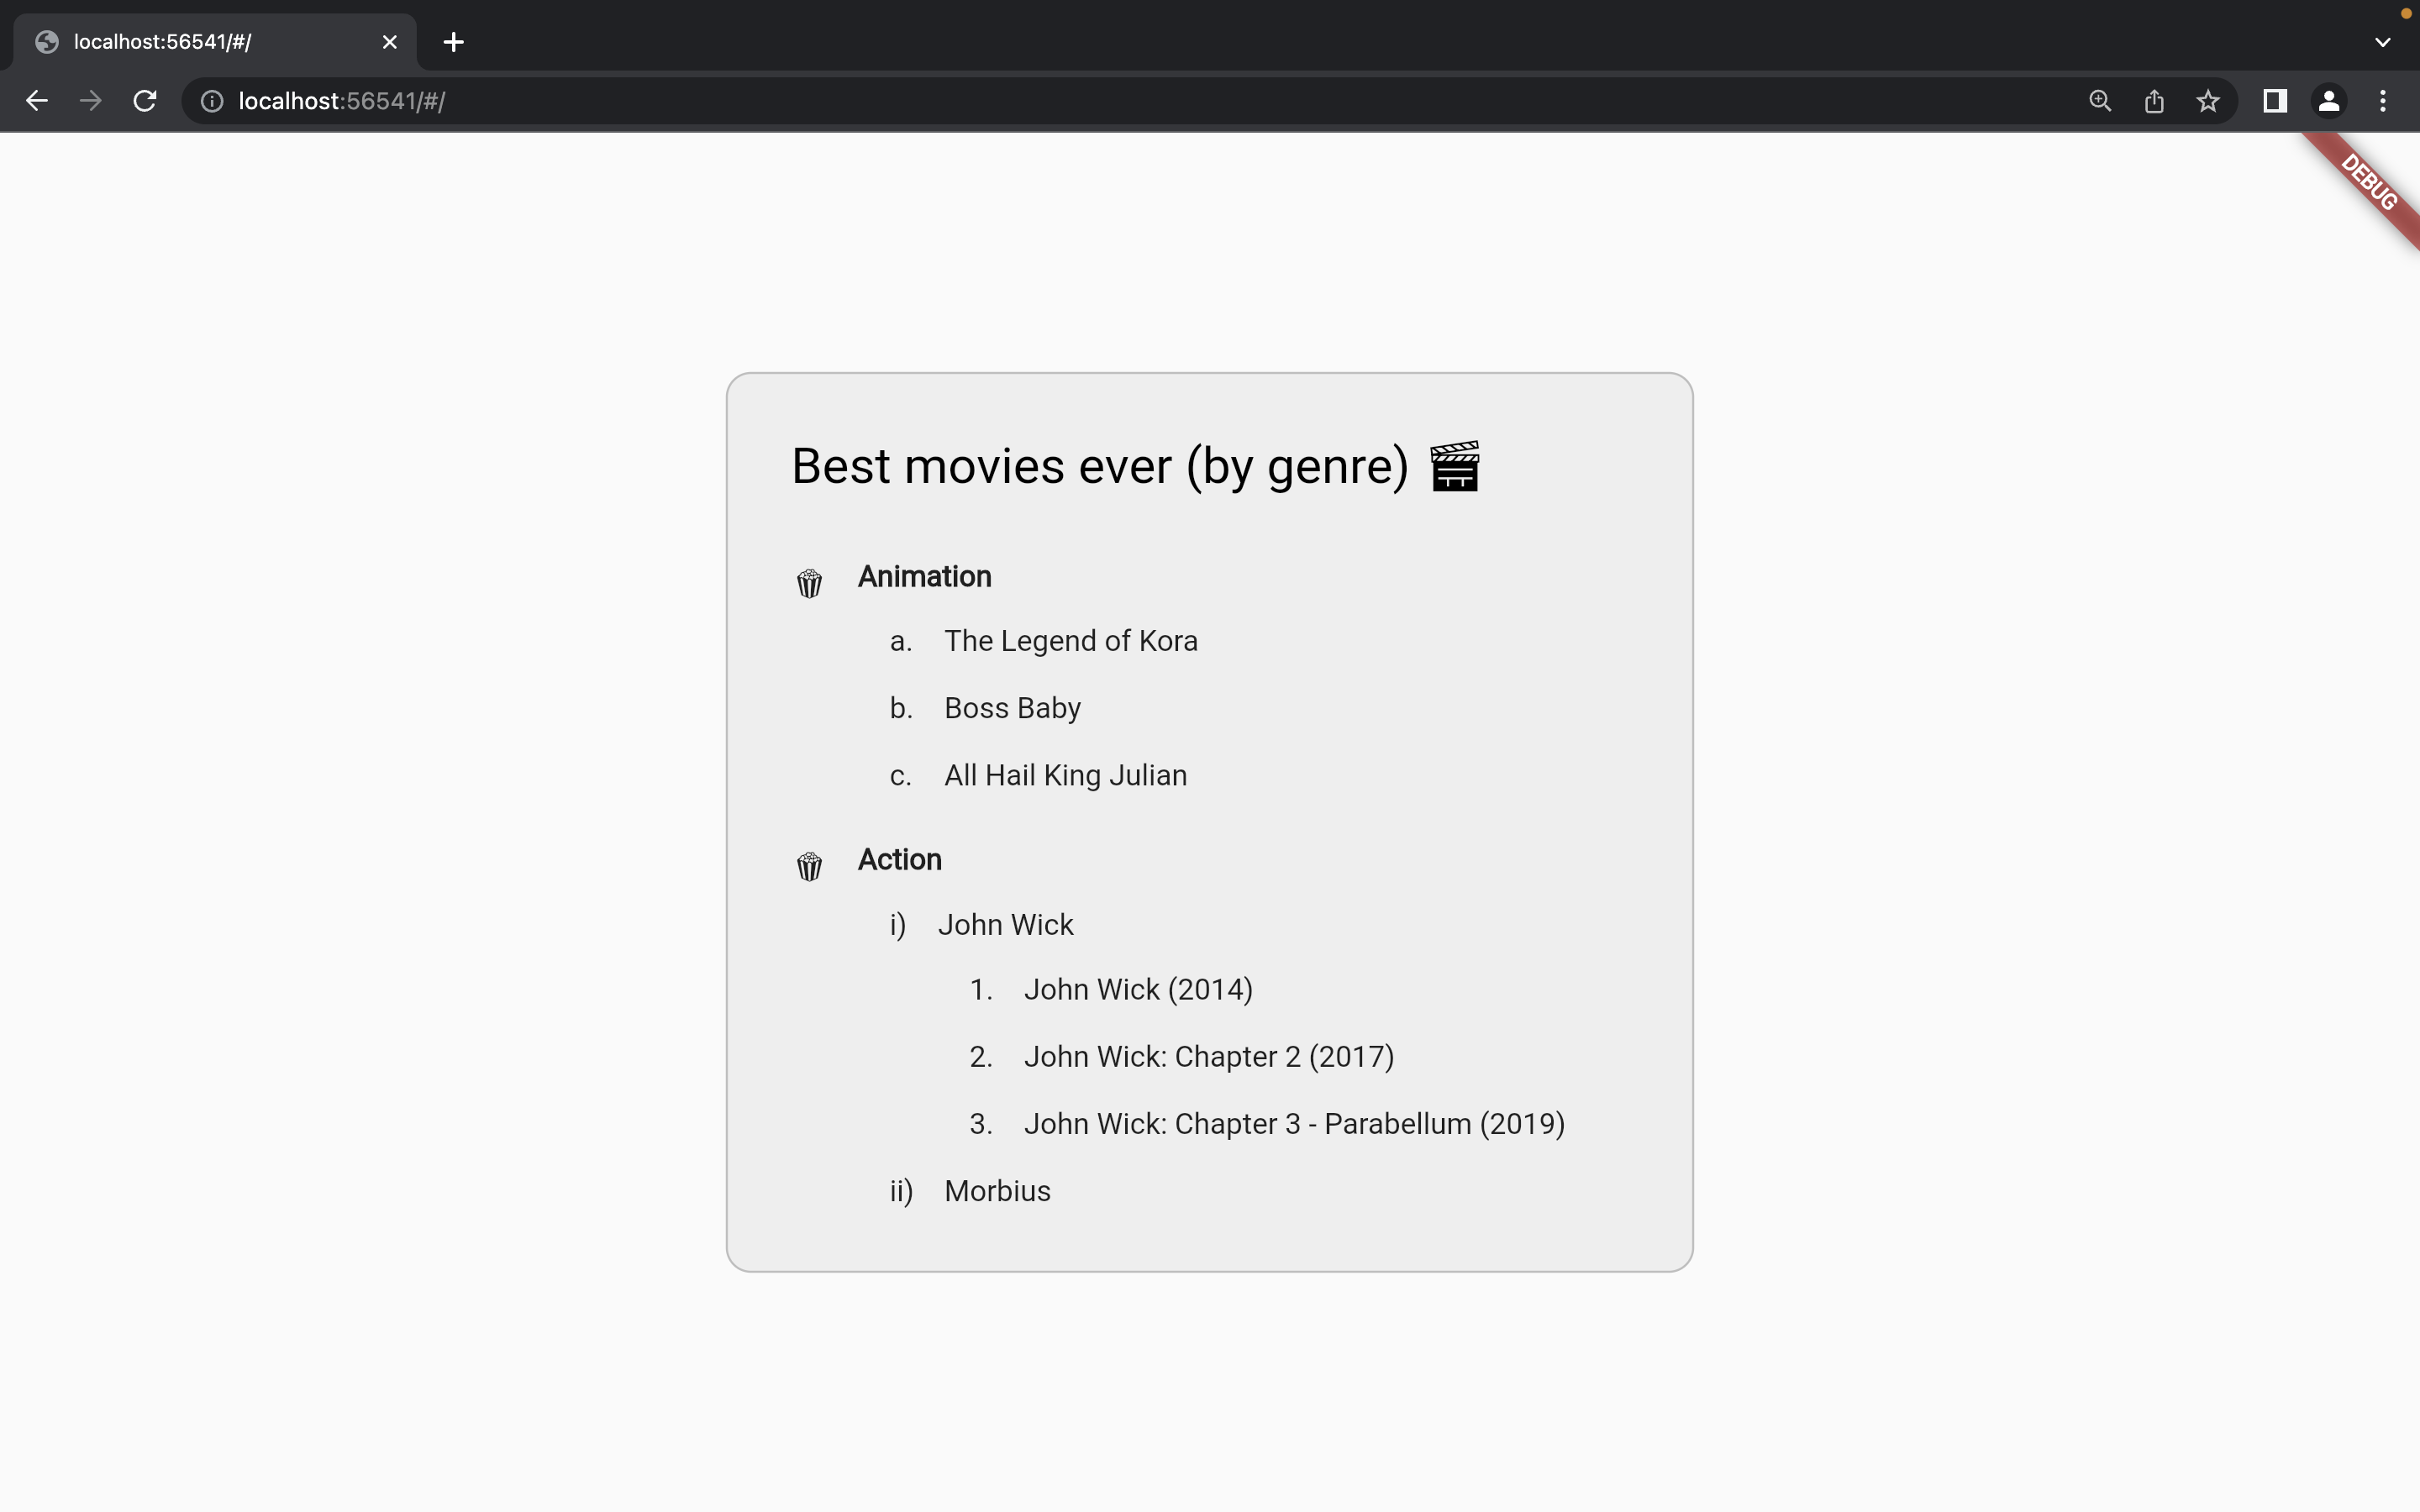 localhost:56541/#/
localhost:56541/#/
DEBUG
Best movies ever (by genre) 🎬
🍿 Animation
a. The Legend of Kora
b. Boss Baby
c. All Hail King Julian
🍿 Action
i) John Wick
1. John Wick (2014)
2. John Wick: Chapter 2 (2017)
3. John Wick: Chapter 3 - Parabellum (2019)
ii) Morbius